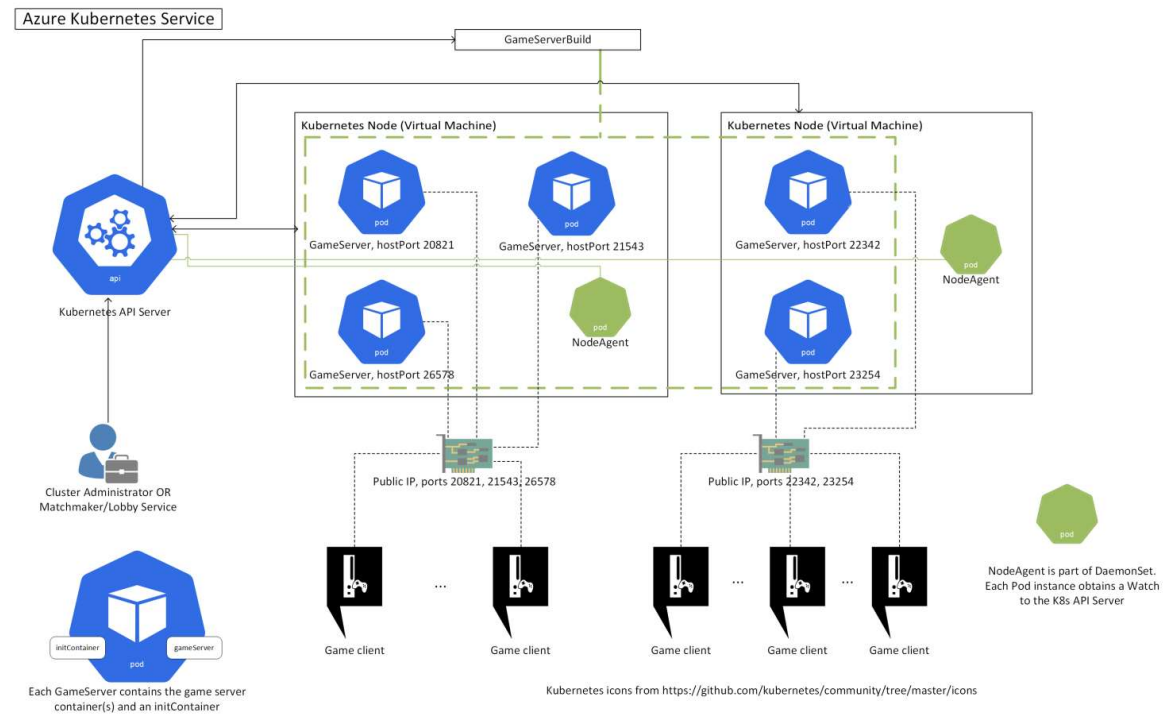 Azure Kubernetes Service
GameServerBuild
Kubernetes Node (Virtual Machine)
pod
GameServer, hostPort 20821
pod
GameServer, hostPort 21543
pod
GameServer, hostPort 26578
pod
NodeAgent
Kubernetes Node (Virtual Machine)
pod
GameServer, hostPort 22342
pod
NodeAgent
pod
GameServer, hostPort 23254
api
Kubernetes API Server
Cluster Administrator OR
Matchmaker/Lobby Service
Public IP, ports 20821, 21543, 26578
Public IP, ports 22342, 23254
...
...
...
Game client
Game client
Game client
Game client
Game client
pod
NodeAgent is part of DaemonSet.
Each Pod instance obtains a Watch
to the K8s API Server
initContainer
gameServer
pod
Each GameServer contains the game server
container(s) and an initContainer
Kubernetes icons from https://github.com/kubernetes/community/tree/master/icons